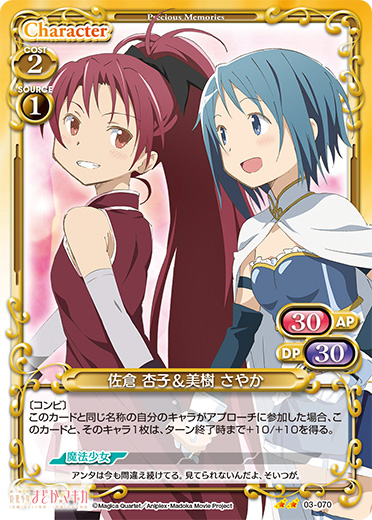 Precious Memories
Character
COST
2
SOURCE
1
30 AP
DP 30
佐倉 杏子&美樹 さやか
[コンビ]
このカードと同じ名称の自分のキャラがアプローチに参加した場合、こ
のカードと、そのキャラ1枚は、ターン終了時まで+10/+10を得る。
魔法少女
アンタは今も間違え続けてる、見てられないんだよ、そいつが。
まどか☆マギカ
©Magica Quartet／Aniplex・Madoka Movie Project
★★
03-070